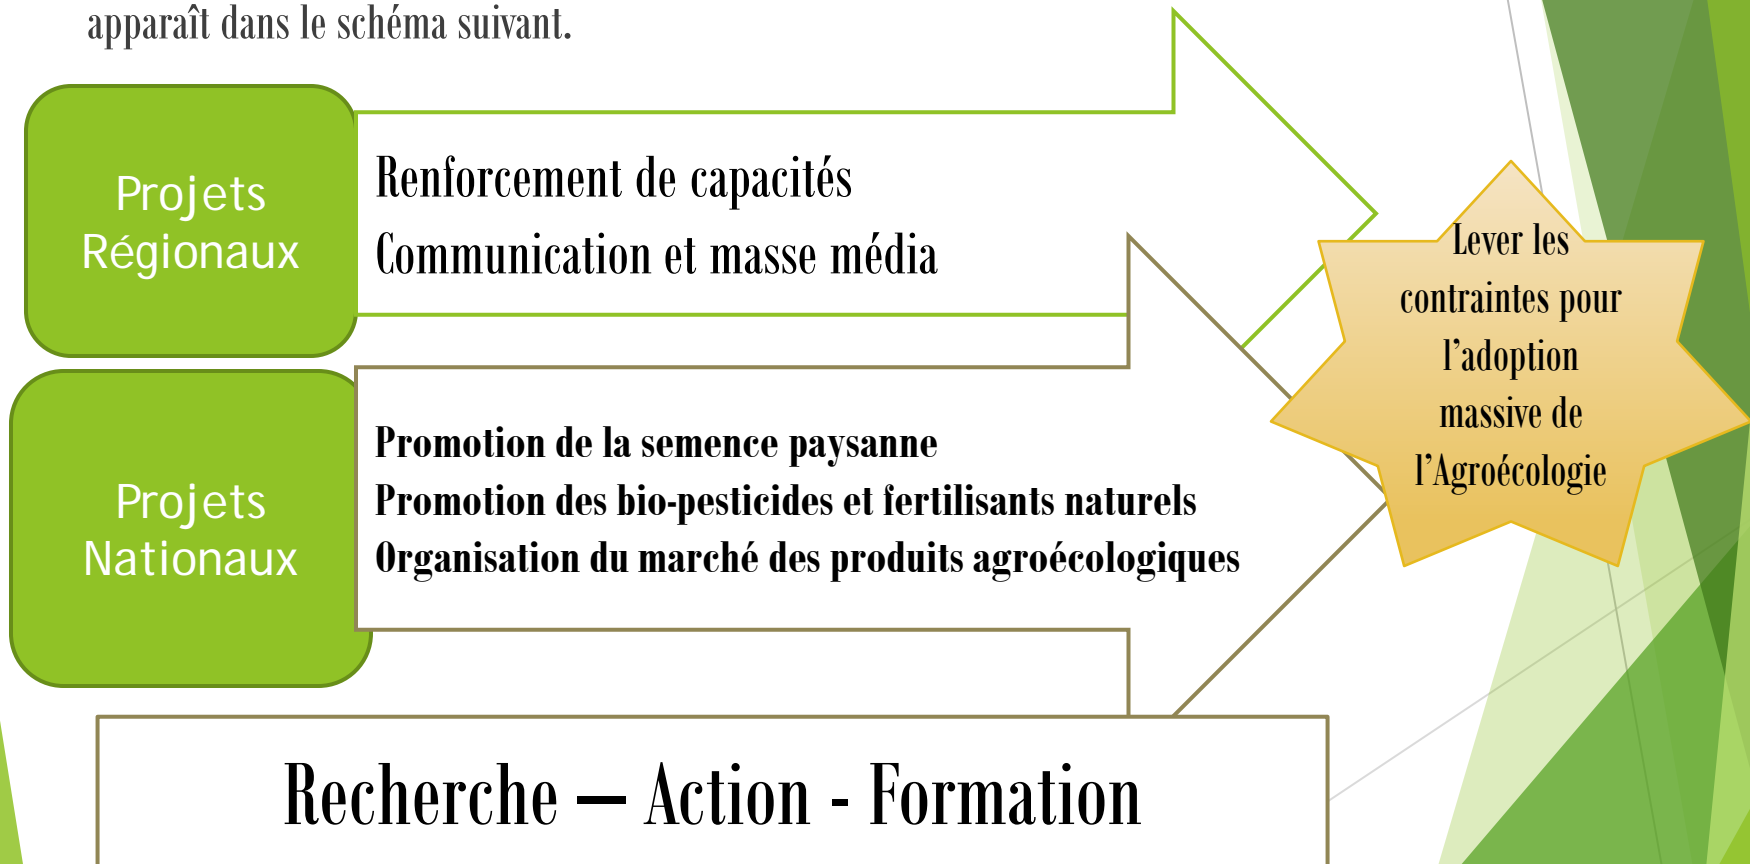 apparaît dans le schéma suivant.
Projets
Régionaux
Renforcement de capacités
Communication et masse média
Lever les
contraintes pour
l’adoption
massive de
l’Agroécologie
Projets
Nationaux
Promotion de la semence paysanne
Promotion des bio-pesticides et fertilisants naturels
Organisation du marché des produits agroécologiques
Recherche – Action - Formation